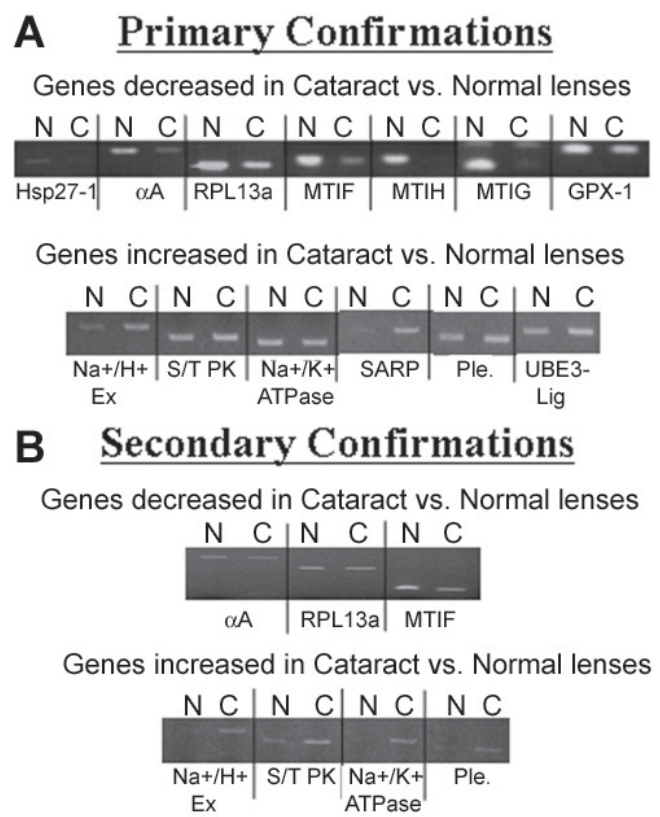 A Primary Confirmations
Genes decreased in Cataract vs. Normal lenses
N C N C N C N C N C N C N C
Hsp27-1 αA RPL13a MTIF MTIH MTIG GPX-1
Genes increased in Cataract vs. Normal lenses
N C N C N C N C N C N C
Na+/H+ S/T PK Na+/K+ SARP Ple. UBE3-
Ex ATPase Lig
B Secondary Confirmations
Genes decreased in Cataract vs. Normal lenses
N C N C N C
αA RPL13a MTIF
Genes increased in Cataract vs. Normal lenses
N C N C N C N C
Na+/H+ S/T PK Na+/K+ Ple.
Ex ATPase